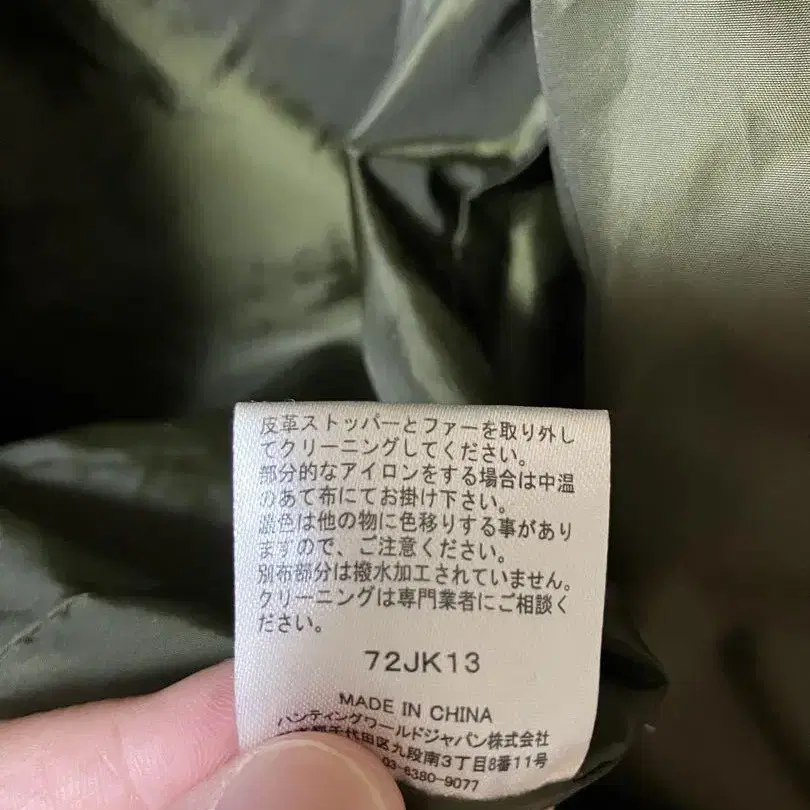 皮革ストッパーとファーを取り外し
てクリーニングしてください。
部分的なアイロンをする場合は中温
のあて布にてお掛け下さい。
濃色は他の物に色移りする事があり
ますので、ご注意ください。
別布部分は撥水加工されていません。
クリーニングは専門業者にご相談く
ださい。
72JK13
MADE IN CHINA
ハンティングワールドジャパン株式会社
千代田区九段南3丁目8番11号
03-6380-9077